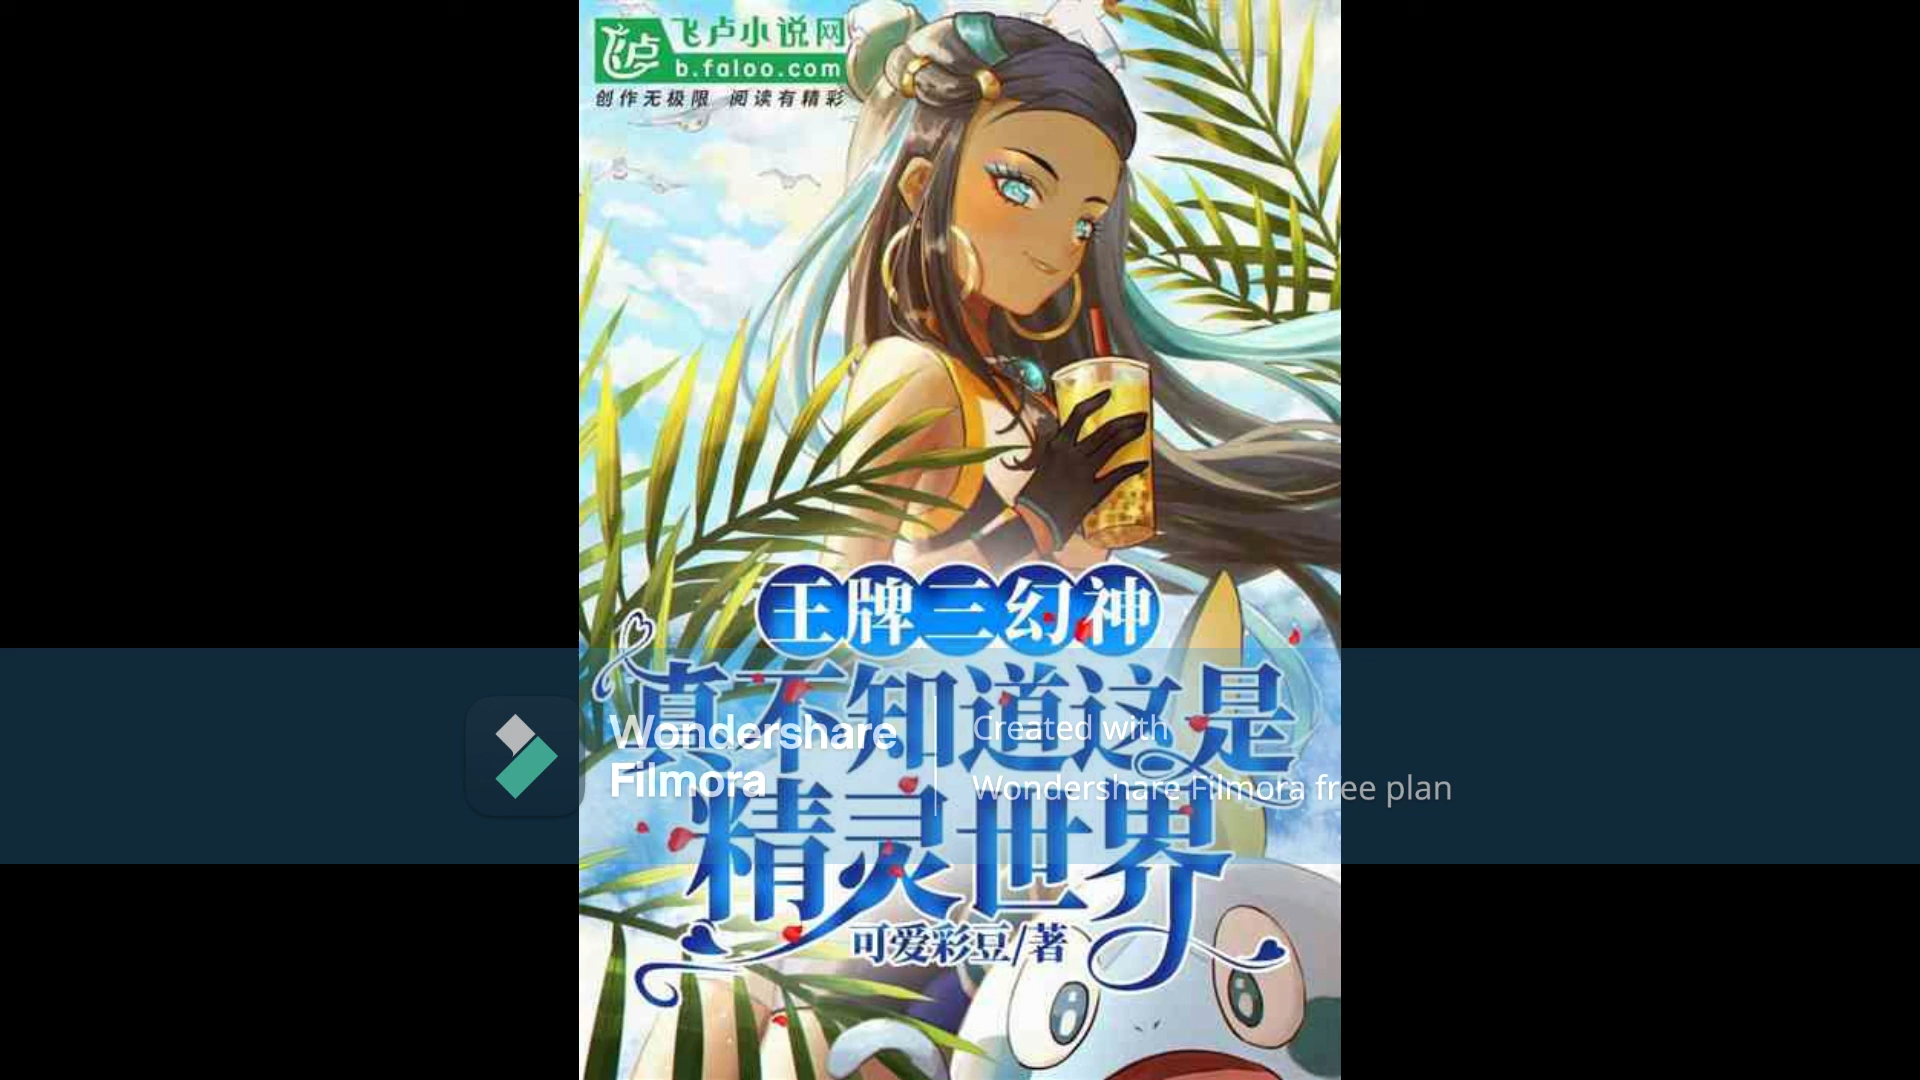 飞卢小说网
飞卢
b.faloo.com
创作无极限 阅读有精彩
王牌三幻神
真不知道这是
Wondershare
Filmora
Created with
Wondershare Filmora free plan
精灵世界
可爱彩豆/著